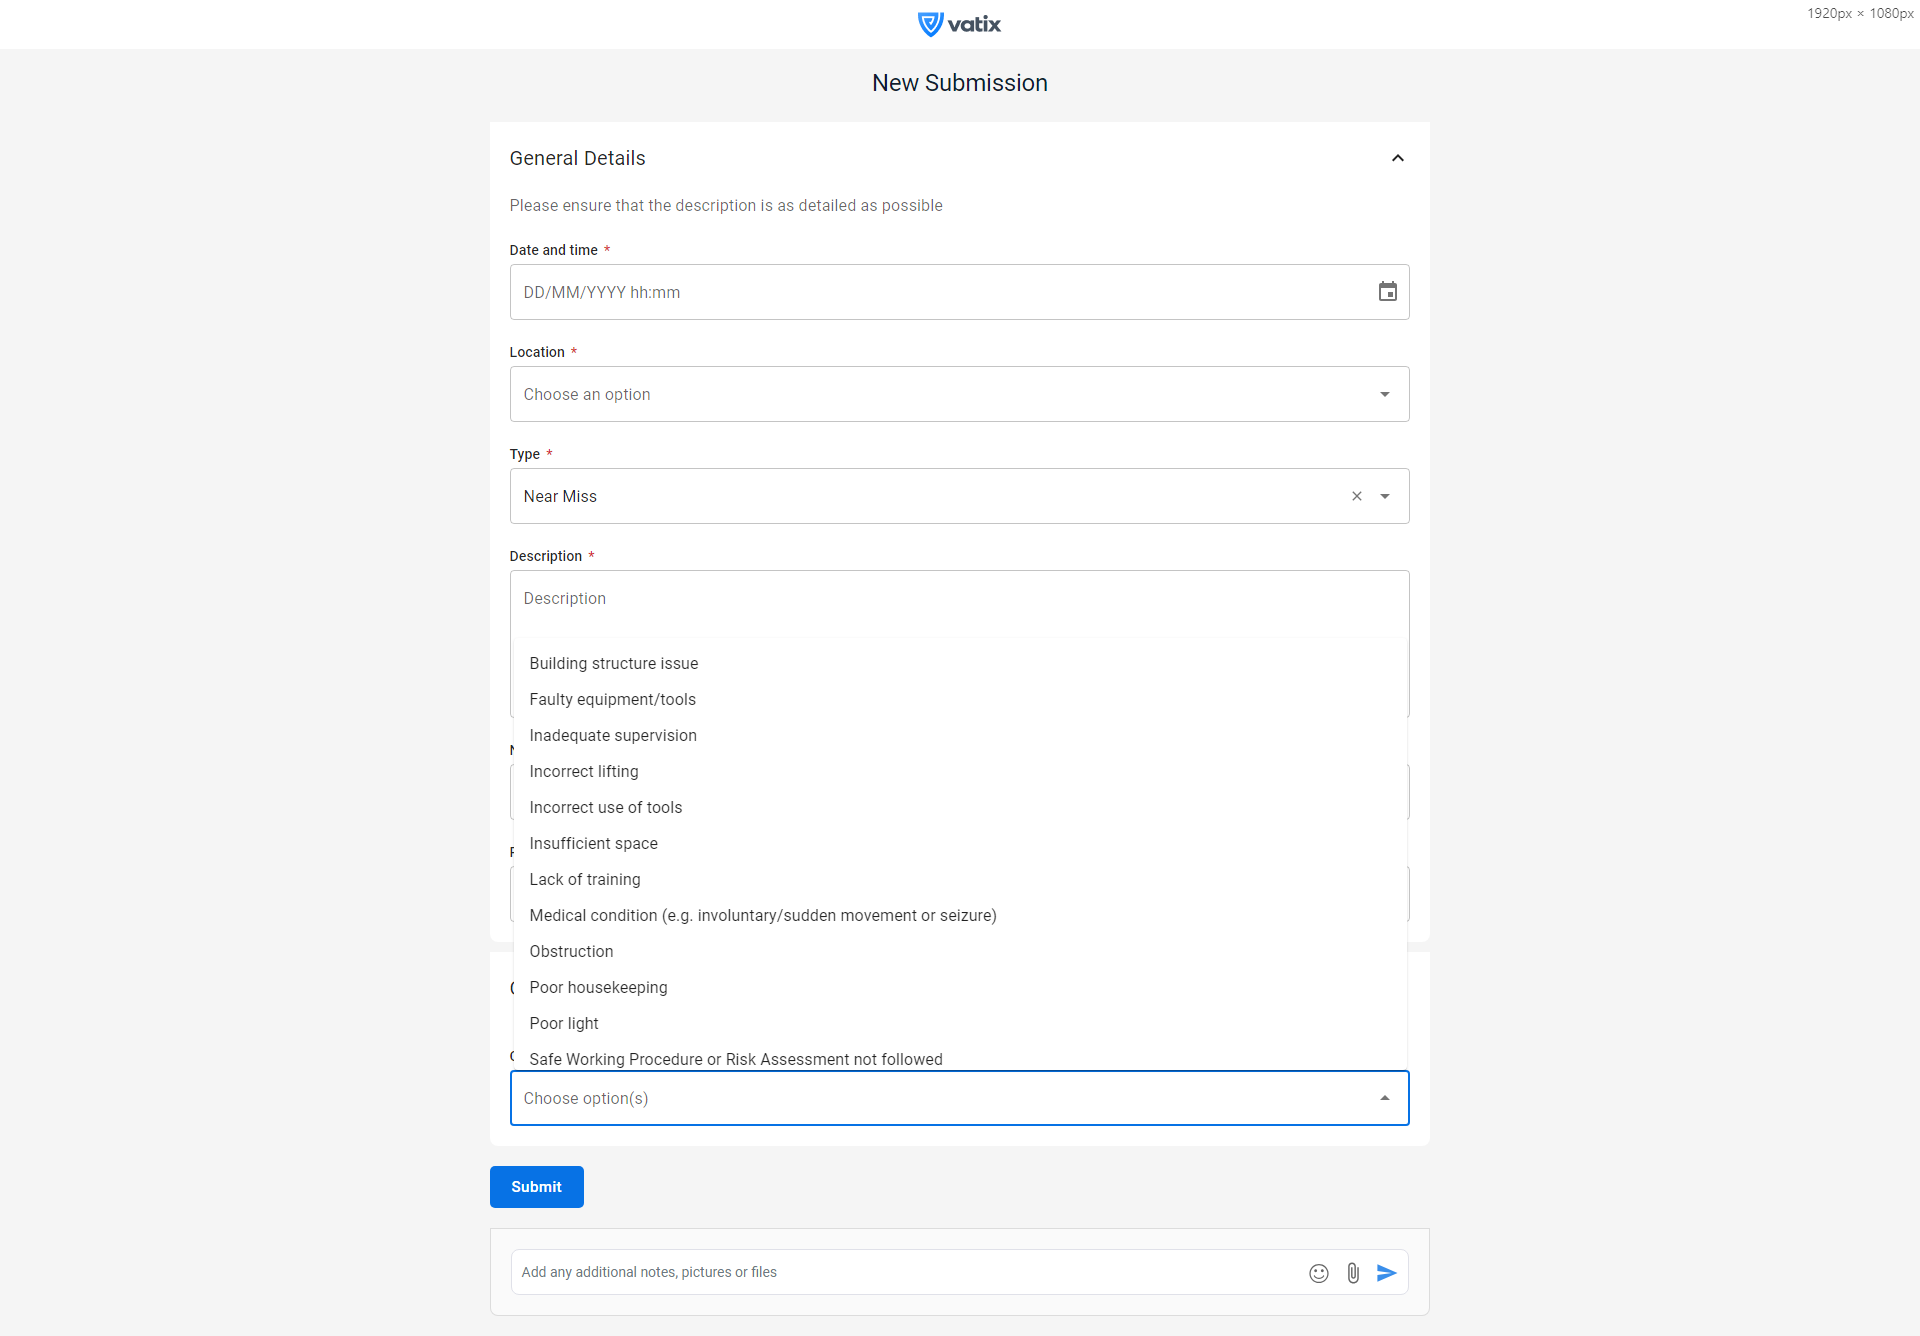 vatix
1920px × 1080px
New Submission
General Details
Please ensure that the description is as detailed as possible
Date and time *
DD/MM/YYYY hh:mm
Location *
Choose an option
Type *
Near Miss
Description *
Description
Building structure issue
Faulty equipment/tools
Inadequate supervision
Incorrect lifting
Incorrect use of tools
Insufficient space
Lack of training
Medical condition (e.g. involuntary/sudden movement or seizure)
Obstruction
Poor housekeeping
Poor light
Safe Working Procedure or Risk Assessment not followed
Choose option(s)
Submit
Add any additional notes, pictures or files